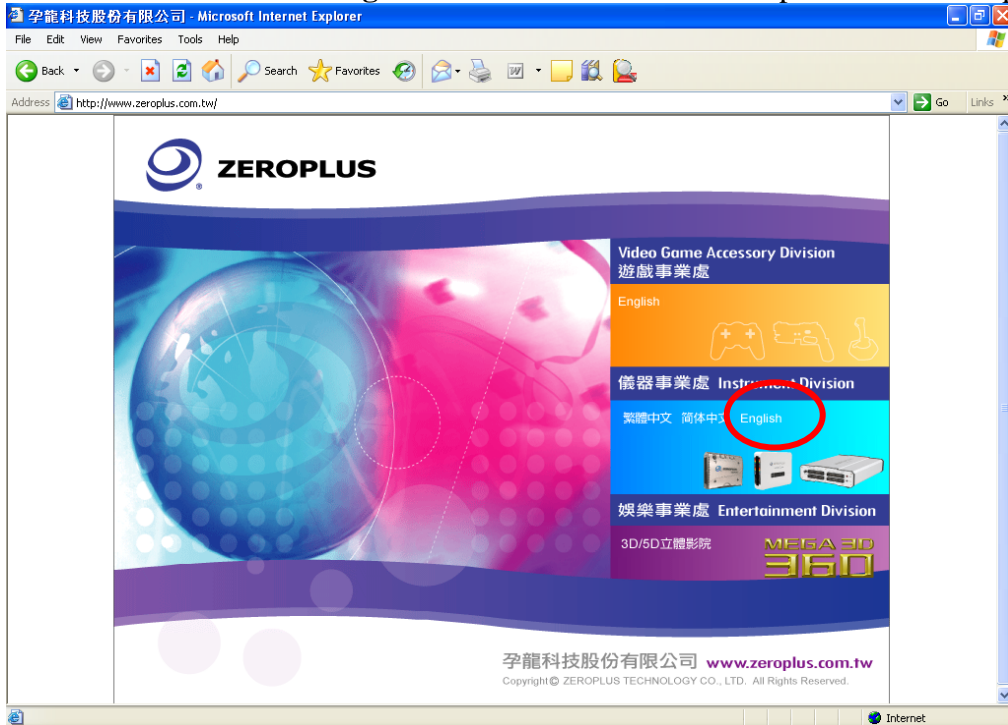 孕龍科技股份有限公司 - Microsoft Internet Explorer
File Edit View Favorites Tools Help
Back Search Favorites
Address http://www.zeroplus.com.tw/ Go Links
ZEROPLUS
Video Game Accessory Division
遊戲事業處
English
儀器事業處 Instrument Division
繁體中文 简体中文 English
娛樂事業處 Entertainment Division
3D/5D立體影院 MEGA 3D
360
孕龍科技股份有限公司 www.zeroplus.com.tw
Copyright© ZEROPLUS TECHNOLOGY CO., LTD. All Rights Reserved.
Internet